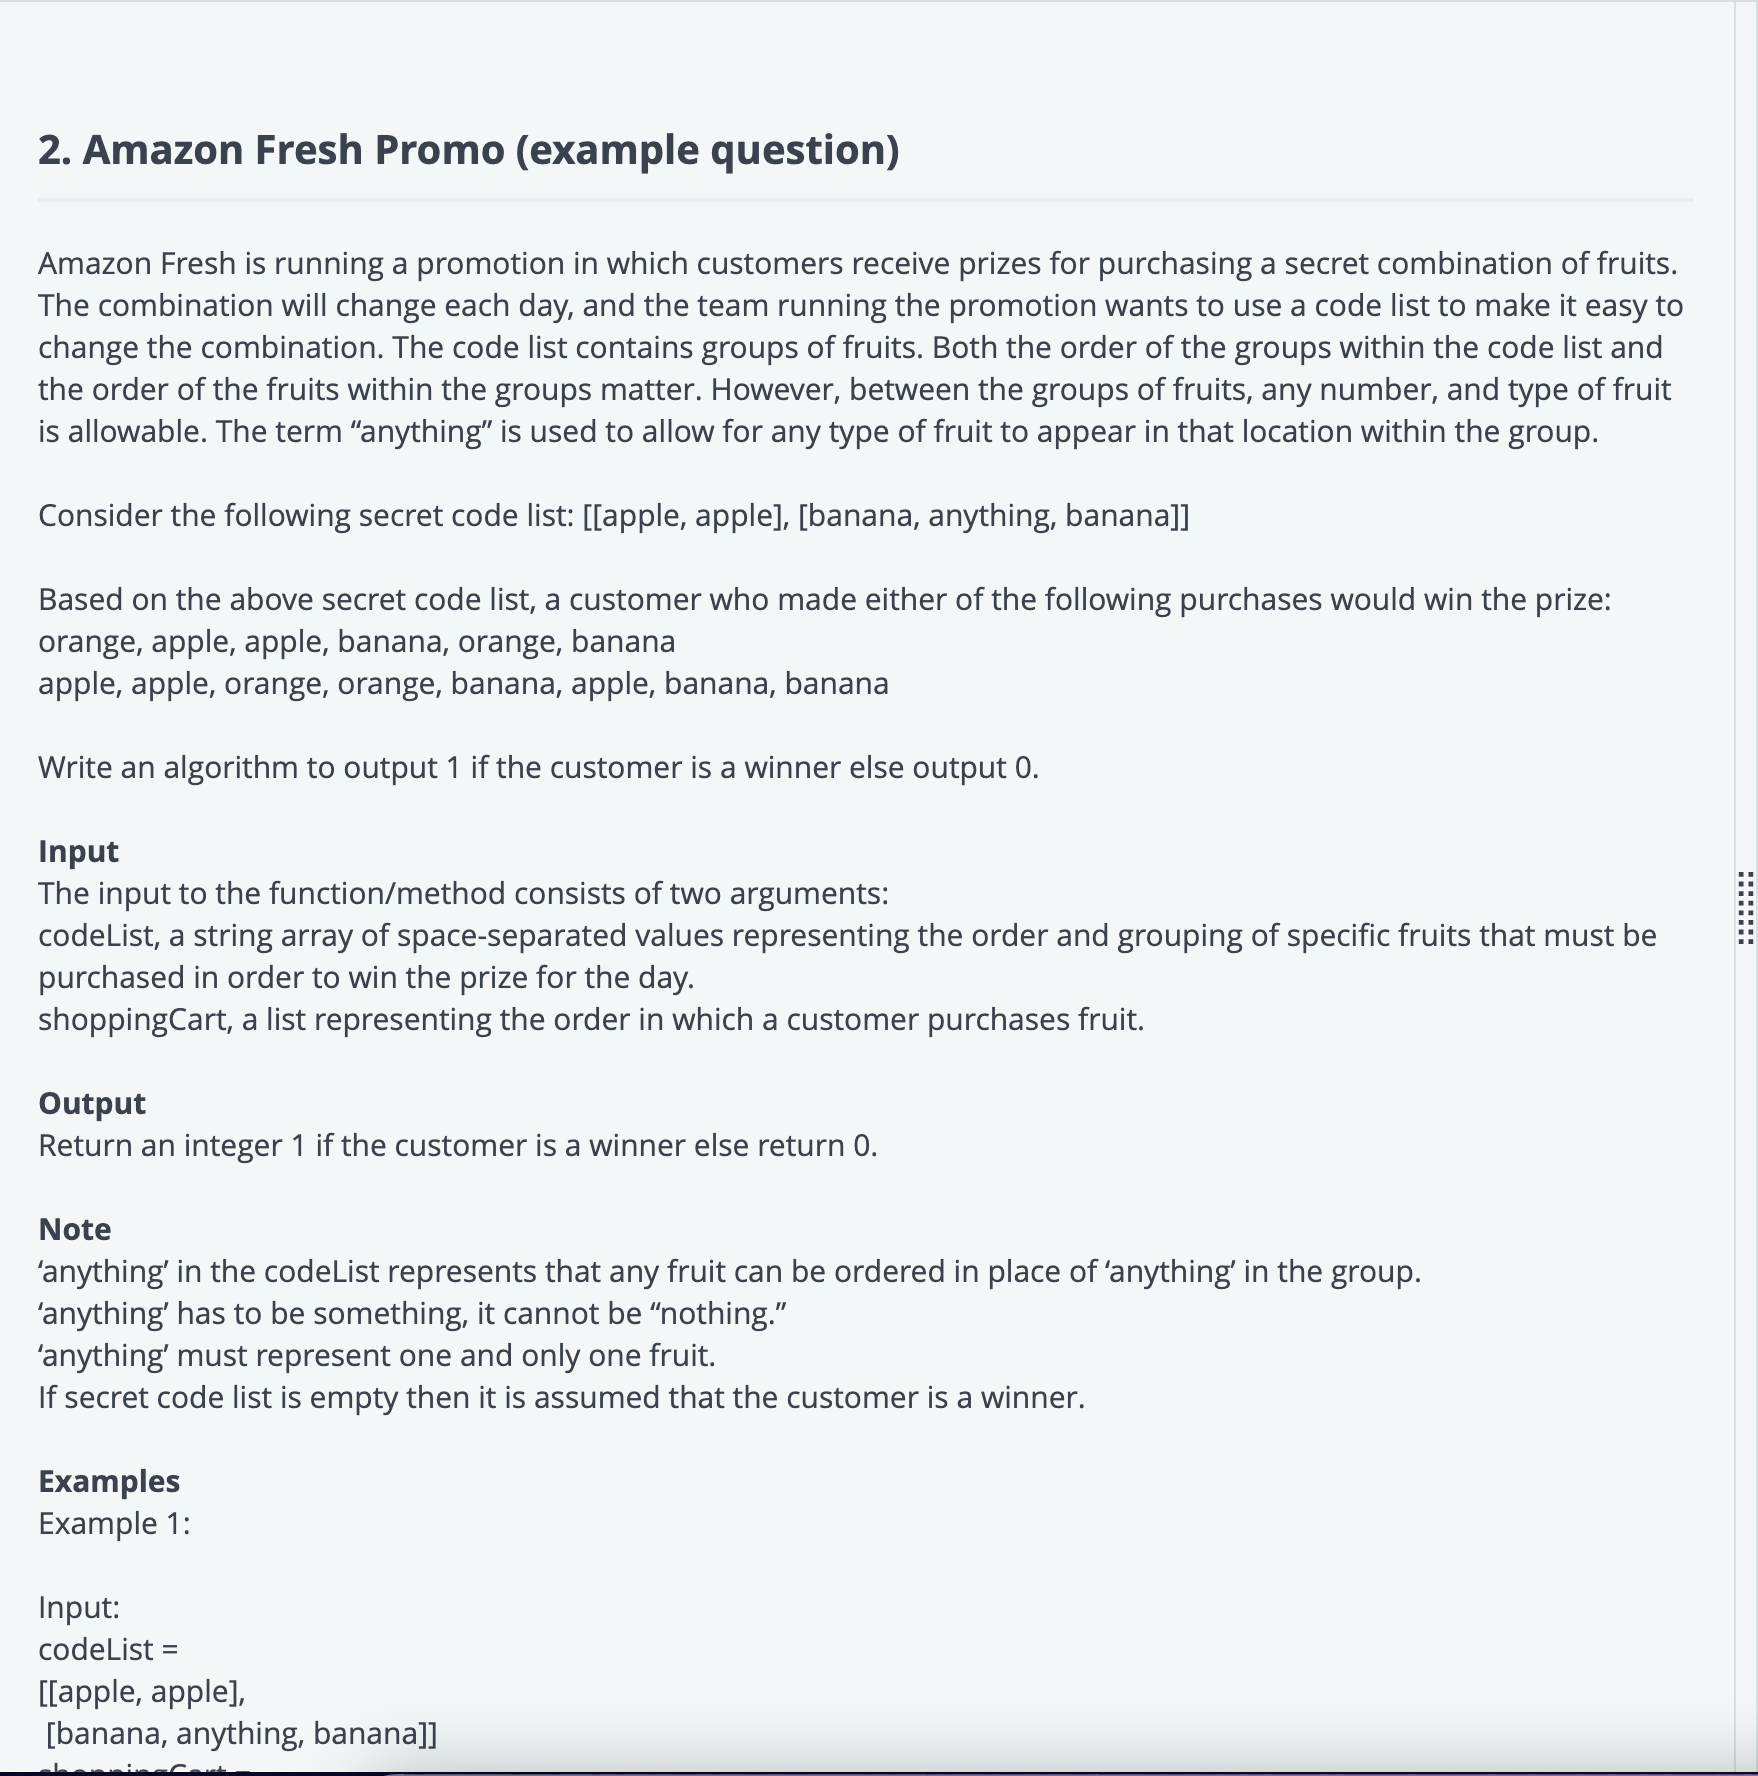 2. Amazon Fresh Promo (example question)
Amazon Fresh is running a promotion in which customers receive prizes for purchasing a secret combination of fruits.
The combination will change each day, and the team running the promotion wants to use a code list to make it easy to
change the combination. The code list contains groups of fruits. Both the order of the groups within the code list and
the order of the fruits within the groups matter. However, between the groups of fruits, any number, and type of fruit
is allowable. The term “anything” is used to allow for any type of fruit to appear in that location within the group.
Consider the following secret code list: [[apple, apple], [banana, anything, banana]]
Based on the above secret code list, a customer who made either of the following purchases would win the prize:
orange, apple, apple, banana, orange, banana
apple, apple, orange, orange, banana, apple, banana, banana
Write an algorithm to output 1 if the customer is a winner else output 0.
Input
The input to the function/method consists of two arguments:
codeList, a string array of space-separated values representing the order and grouping of specific fruits that must be
purchased in order to win the prize for the day.
shoppingCart, a list representing the order in which a customer purchases fruit.
Output
Return an integer 1 if the customer is a winner else return 0.
Note
‘anything’ in the codeList represents that any fruit can be ordered in place of ‘anything’ in the group.
‘anything’ has to be something, it cannot be “nothing.”
‘anything’ must represent one and only one fruit.
If secret code list is empty then it is assumed that the customer is a winner.
Examples
Example 1:
Input:
codeList =
[[apple, apple],
[banana, anything, banana]]
shoppingCart =